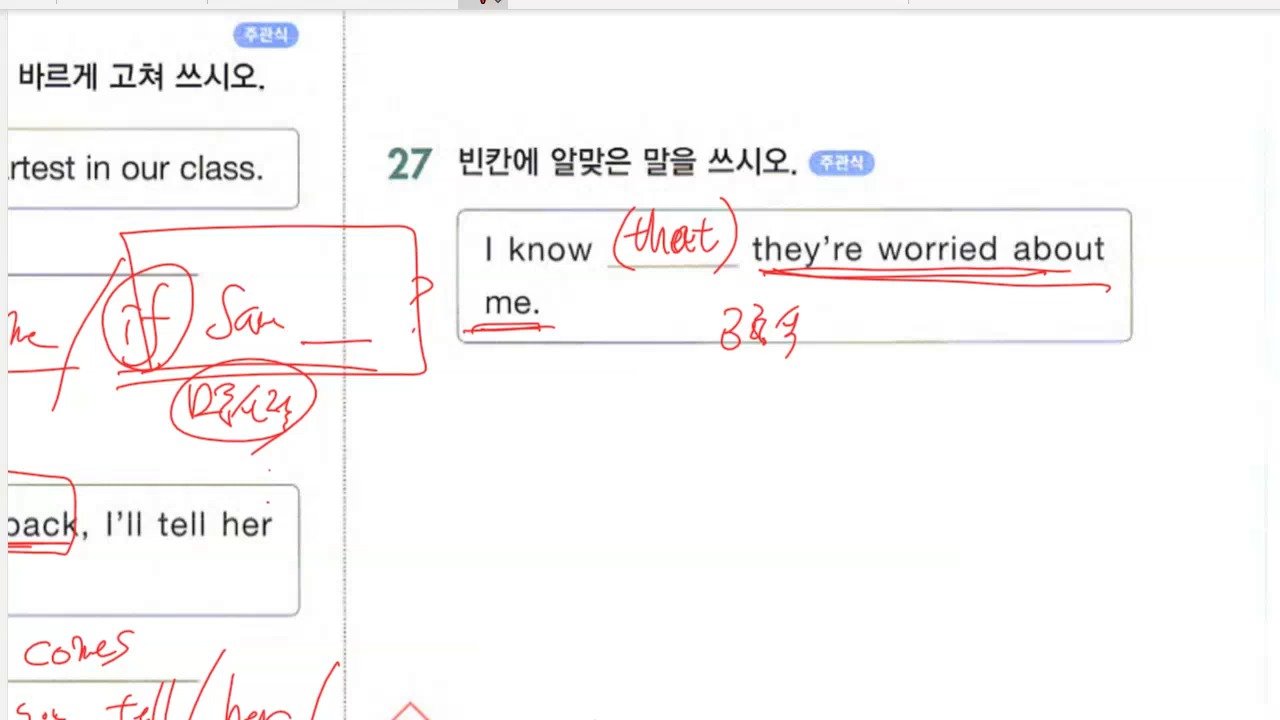 주관식
바르게 고쳐 쓰시오.
rtest in our class.
if
back, I'll tell her
comes
tell / her /
27 빈칸에 알맞은 말을 쓰시오. 주관식
I know (that) they're worried about
me.